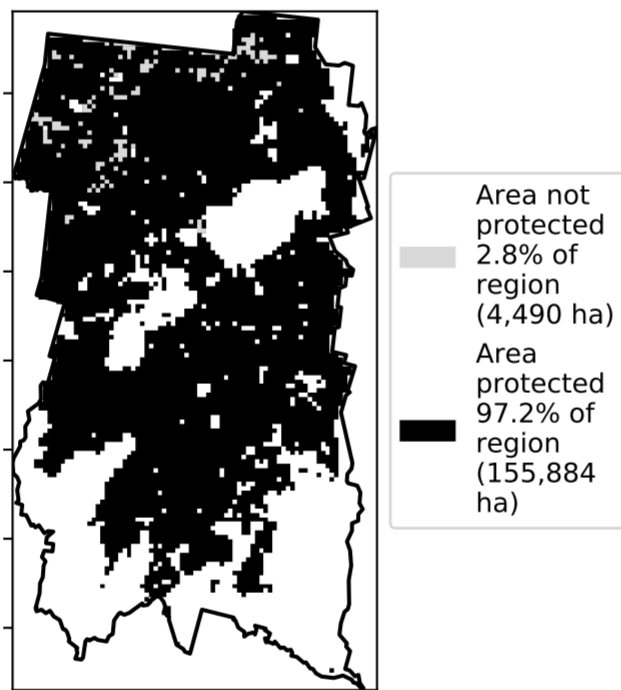 Area not
protected
2.8% of
region
(4,490 ha)
Area
protected
97.2% of
region
(155,884
ha)